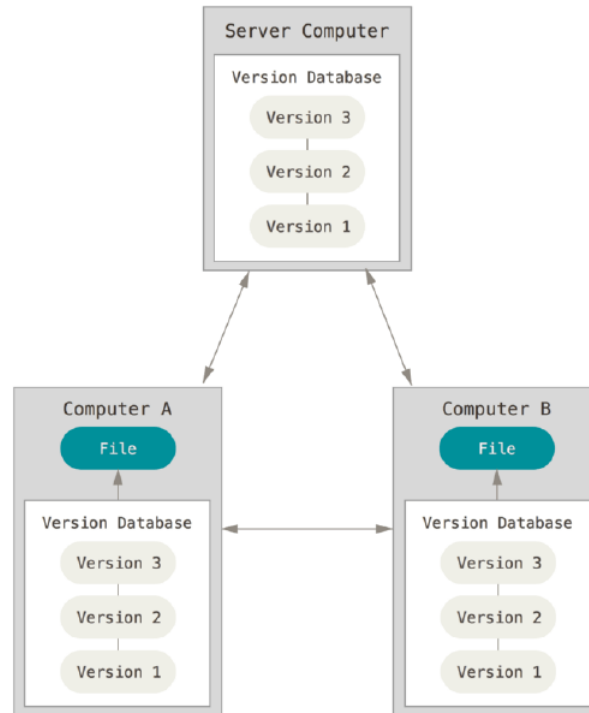 Server Computer
Version Database
Version 3
Version 2
Version 1
Computer A
File
Version Database
Version 3
Version 2
Version 1
Computer B
File
Version Database
Version 3
Version 2
Version 1